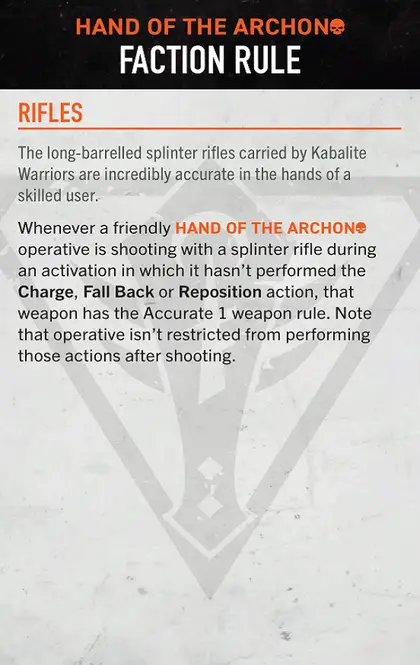 HAND OF THE ARCHON
FACTION RULE
RIFLES
The long-barrelled splinter rifles carried by Kabalite
Warriors are incredibly accurate in the hands of a
skilled user.
Whenever a friendly HAND OF THE ARCHON
operative is shooting with a splinter rifle during
an activation in which it hasn’t performed the
Charge, Fall Back or Reposition action, that
weapon has the Accurate 1 weapon rule. Note
that operative isn’t restricted from performing
those actions after shooting.